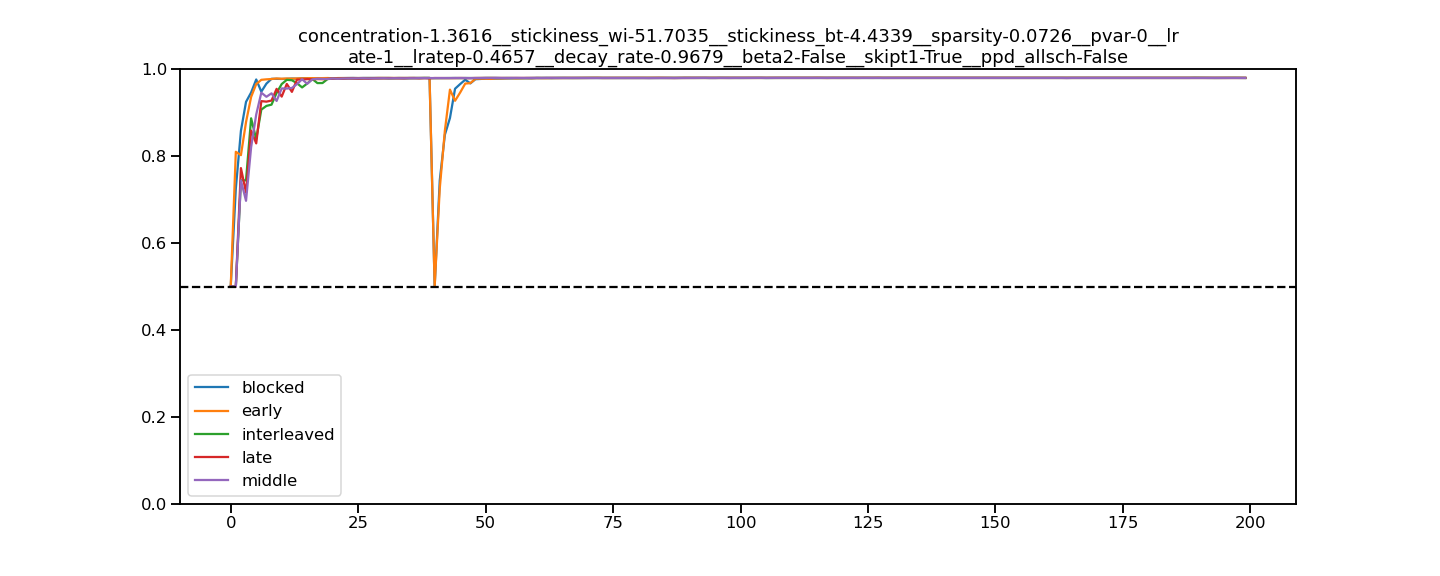 concentration-1.3616__stickiness_wi-51.7035__stickiness_bt-4.4339__sparsity-0.0726__pvar-0__lr
ate-1__lratep-0.4657__decay_rate-0.9679__beta2-False__skipt1-True__ppd_allsch-False
1.0
0.8
0.6
0.4
0.2
0.0
blocked
early
interleaved
late
middle
0 25 50 75 100 125 150 175 200